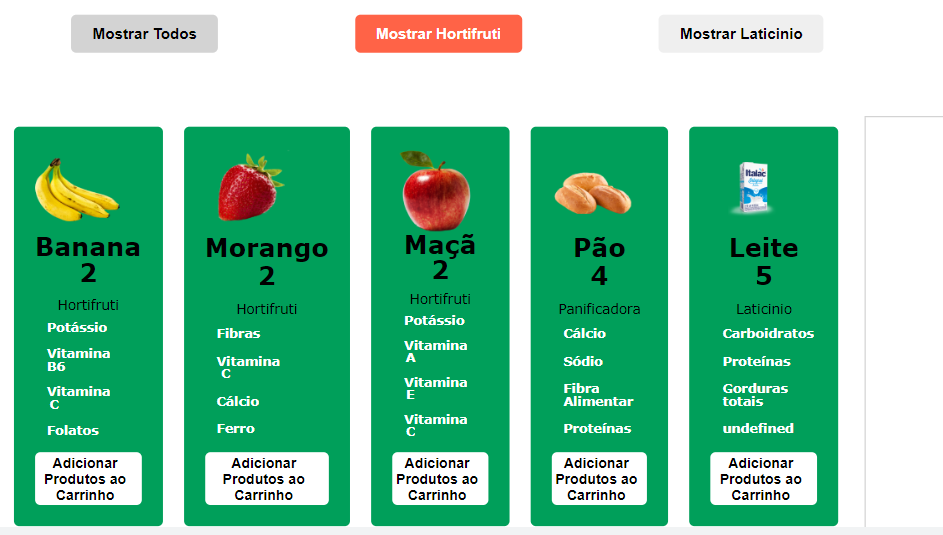 Mostrar Todos
Mostrar Hortifruti
Mostrar Laticinio
Banana
2
Hortifruti
Potássio
Vitamina
B6
Vitamina
C
Folatos
Adicionar
Produtos ao
Carrinho
Morango
2
Hortifruti
Fibras
Vitamina
C
Cálcio
Ferro
Adicionar
Produtos ao
Carrinho
Maçã
2
Hortifruti
Potássio
Vitamina
A
Vitamina
E
Vitamina
C
Adicionar
Produtos ao
Carrinho
Pão
4
Panificadora
Cálcio
Sódio
Fibra
Alimentar
Proteínas
Adicionar
Produtos ao
Carrinho
Italac
Leite
5
Laticinio
Carboidratos
Proteínas
Gorduras
totais
undefined
Adicionar
Produtos ao
Carrinho